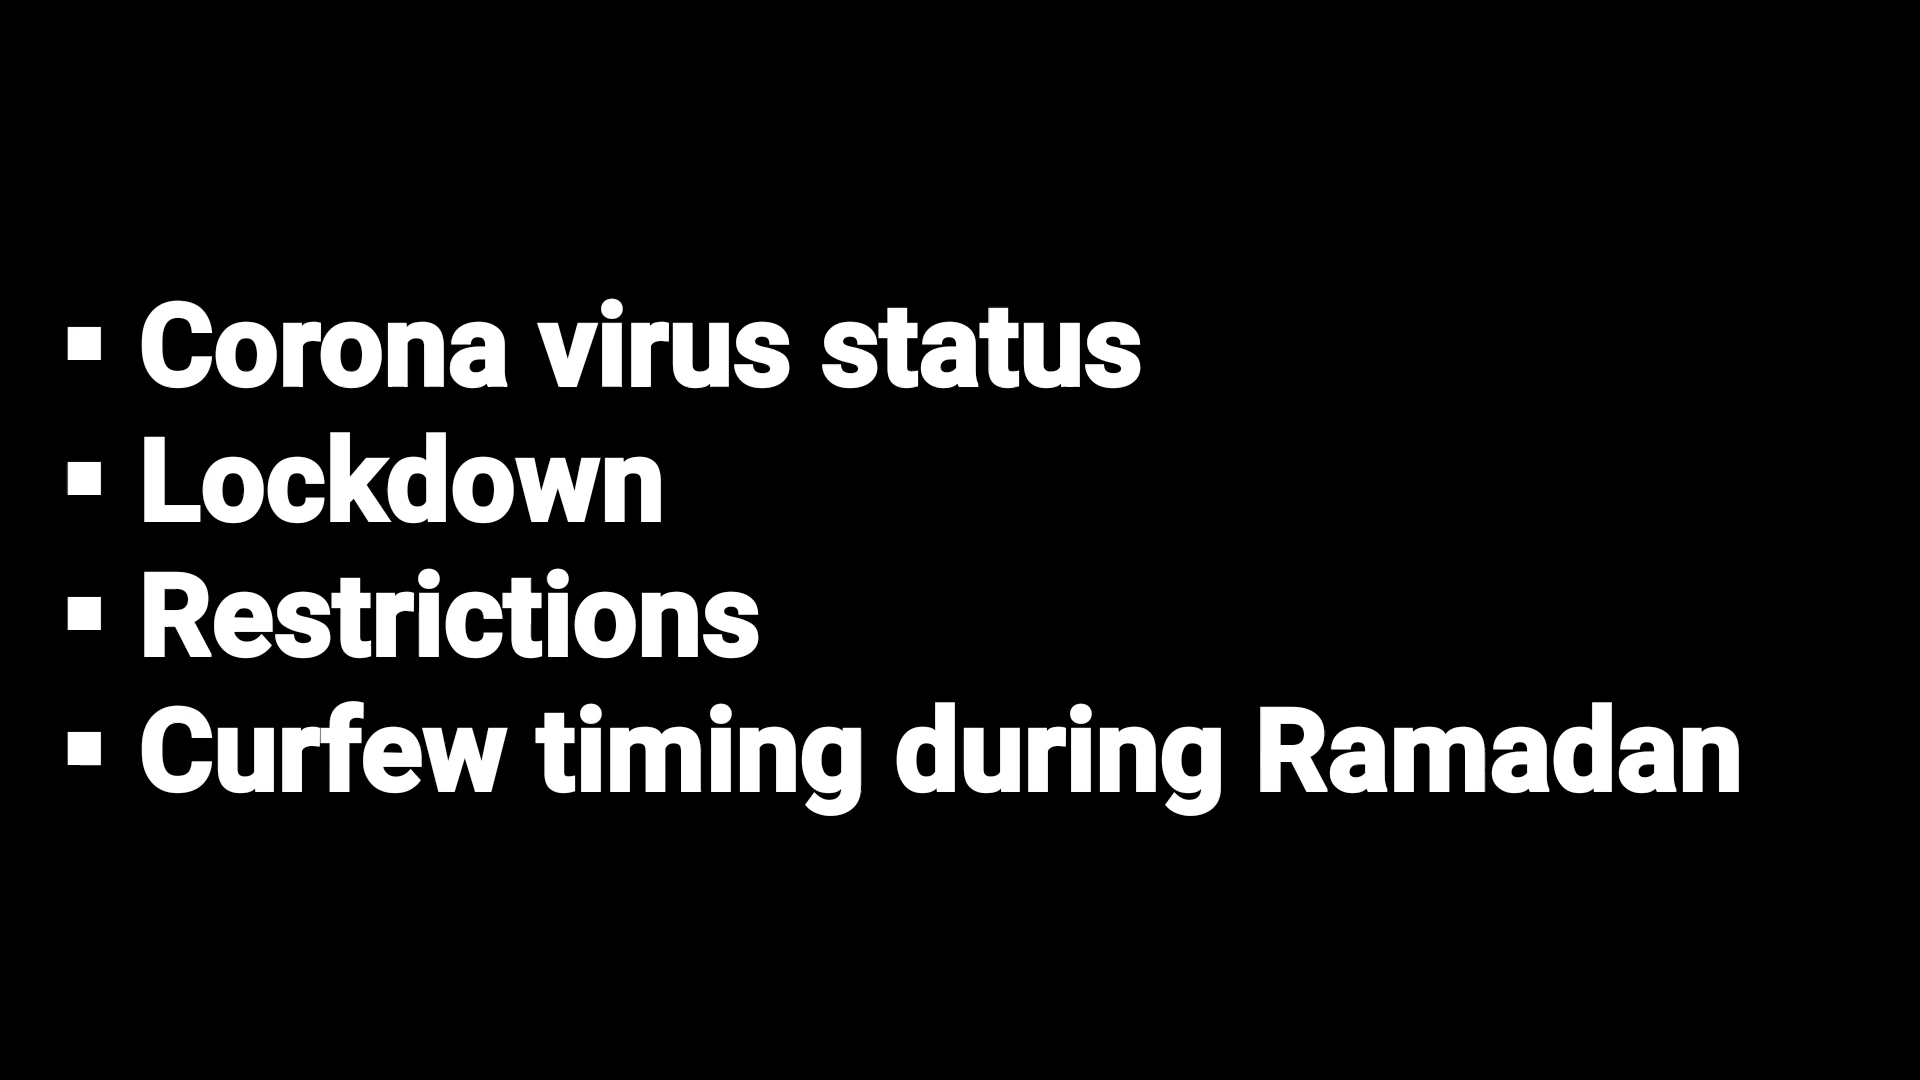 ▪ Corona virus status
▪ Lockdown
▪ Restrictions
▪ Curfew timing during Ramadan